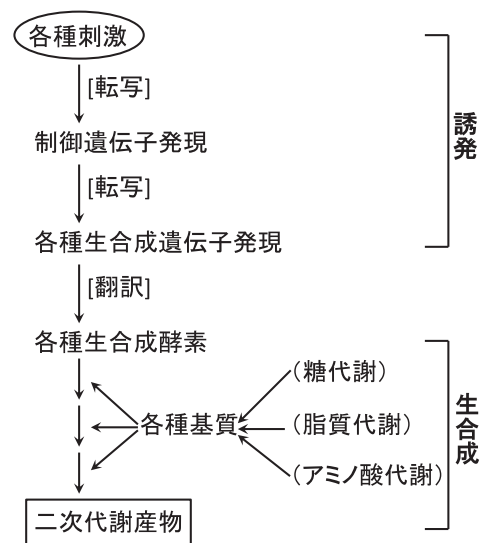 各種刺激
[転写]
制御遺伝子発現
[転写]
各種生合成遺伝子発現
誘発
[翻訳]
各種生合成酵素
(糖代謝)
各種基質
(脂質代謝)
(アミノ酸代謝)
生合成
二次代謝産物